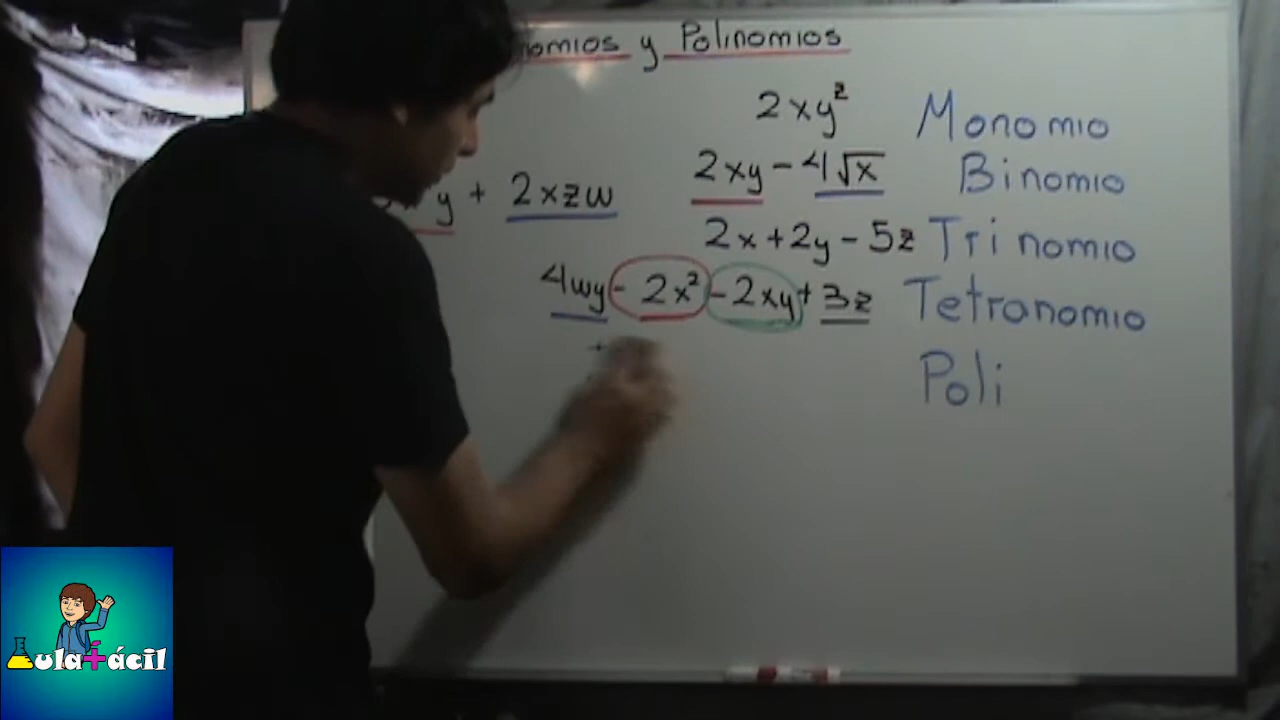 nomios y Polinomios
2xy² Monomio
2xy - 4√x Binomio
y + 2xzw
2x + 2y - 5z Trinomio
4wy - 2x² - 2xy + 3z Tetranomio
+
Poli
Aula+ácil